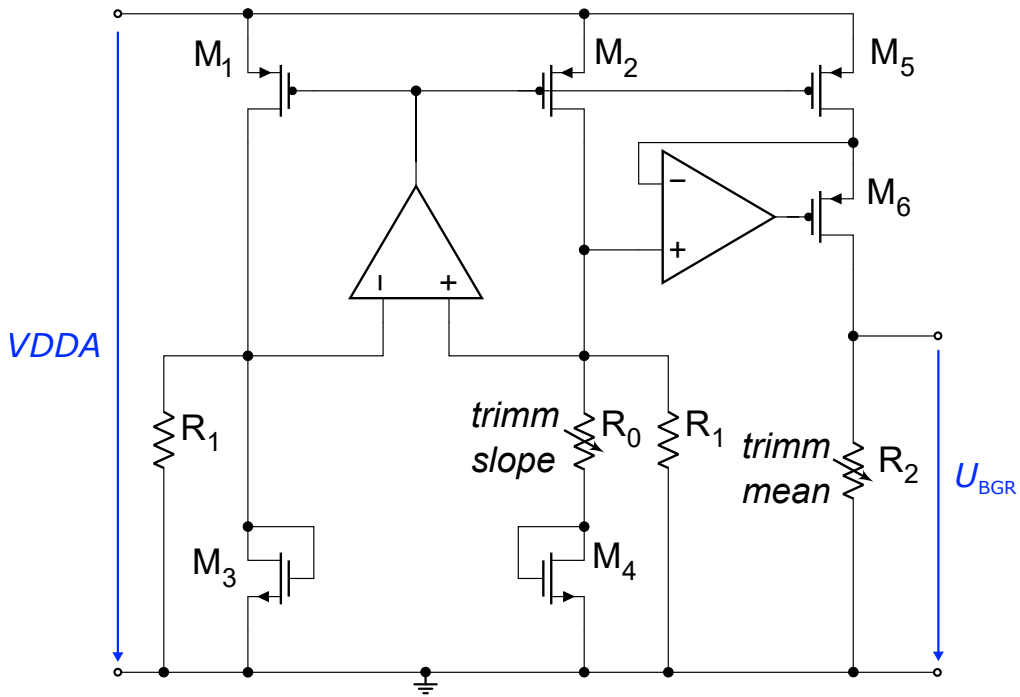 M1
M2
M5
M6
VDDA
R1
trimm
slope
R0
R1
trimm
mean
R2
UBGR
M3
M4